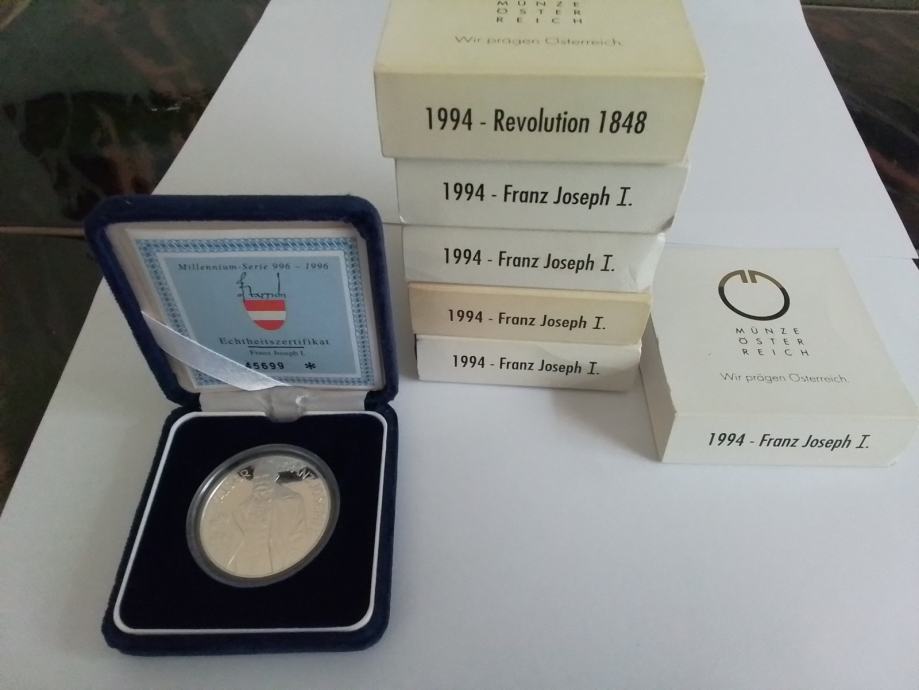 MÜNZE
ÖSTER
REICH
Wir prägen Österreich.
1994 - Revolution 1848
1994 - Franz Joseph I.
1994 - Franz Joseph I.
1994 - Franz Joseph I.
1994 - Franz Joseph I.
MÜNZE
ÖSTER
REICH
Wir prägen Österreich.
1994 - Franz Joseph I.
Millennium-Serie 996 - 1996
Echtheitszertifikat
Franz Joseph I.
45699 *